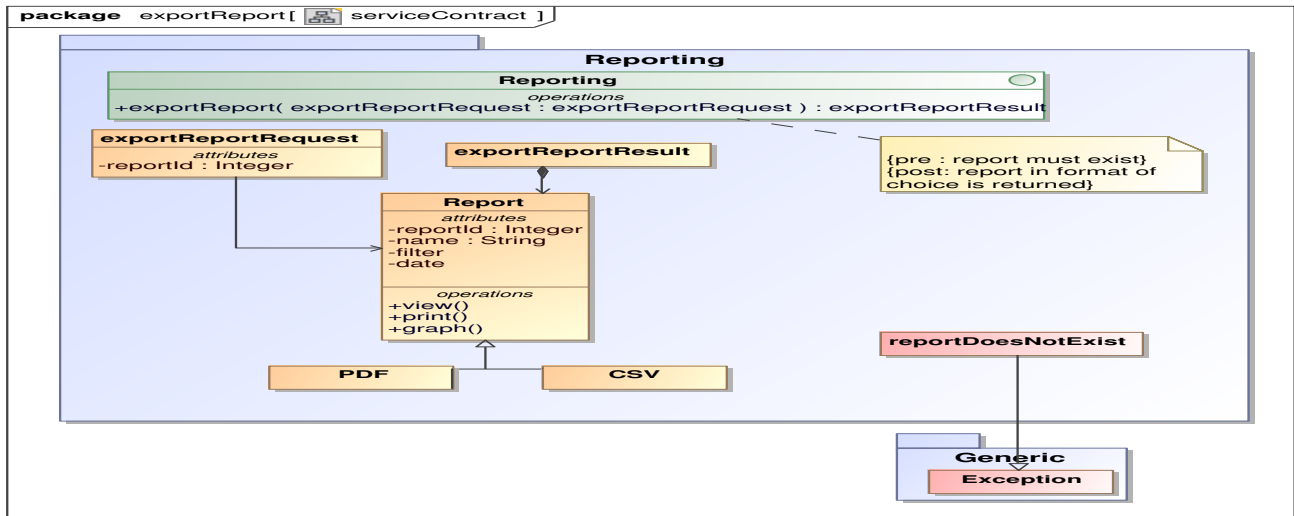 package exportReport[ serviceContract ]
Reporting
Reporting
operations
+exportReport( exportReportRequest : exportReportRequest ) : exportReportResult
exportReportRequest
attributes
-reportId : Integer
exportReportResult
{pre : report must exist}
{post: report in format of
choice is returned}
Report
attributes
-reportId : Integer
-name : String
-filter
-date
operations
+view()
+print()
+graph()
reportDoesNotExist
PDF
CSV
Generic
Exception